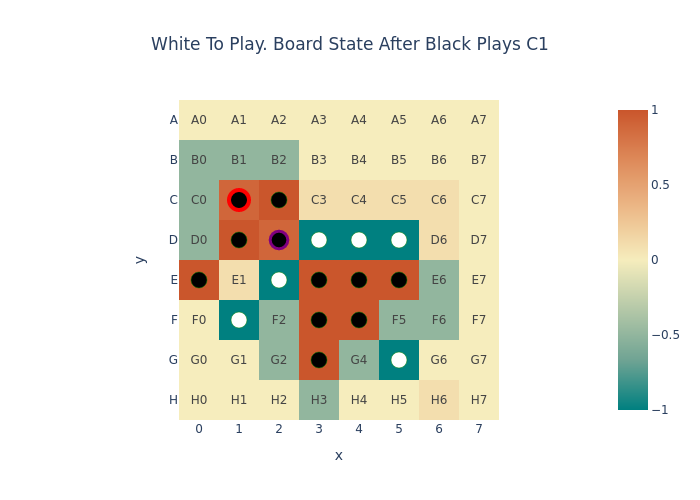 White To Play. Board State After Black Plays C1
A A0 A1 A2 A3 A4 A5 A6 A7
B B0 B1 B2 B3 B4 B5 B6 B7
C C0 C3 C4 C5 C6 C7
D D0 D6 D7
E E1 E6 E7
F F0 F2 F5 F6 F7
G G0 G1 G2 G4 G6 G7
H H0 H1 H2 H3 H4 H5 H6 H7
0 1 2 3 4 5 6 7
x
y
1
0.5
0
−0.5
−1